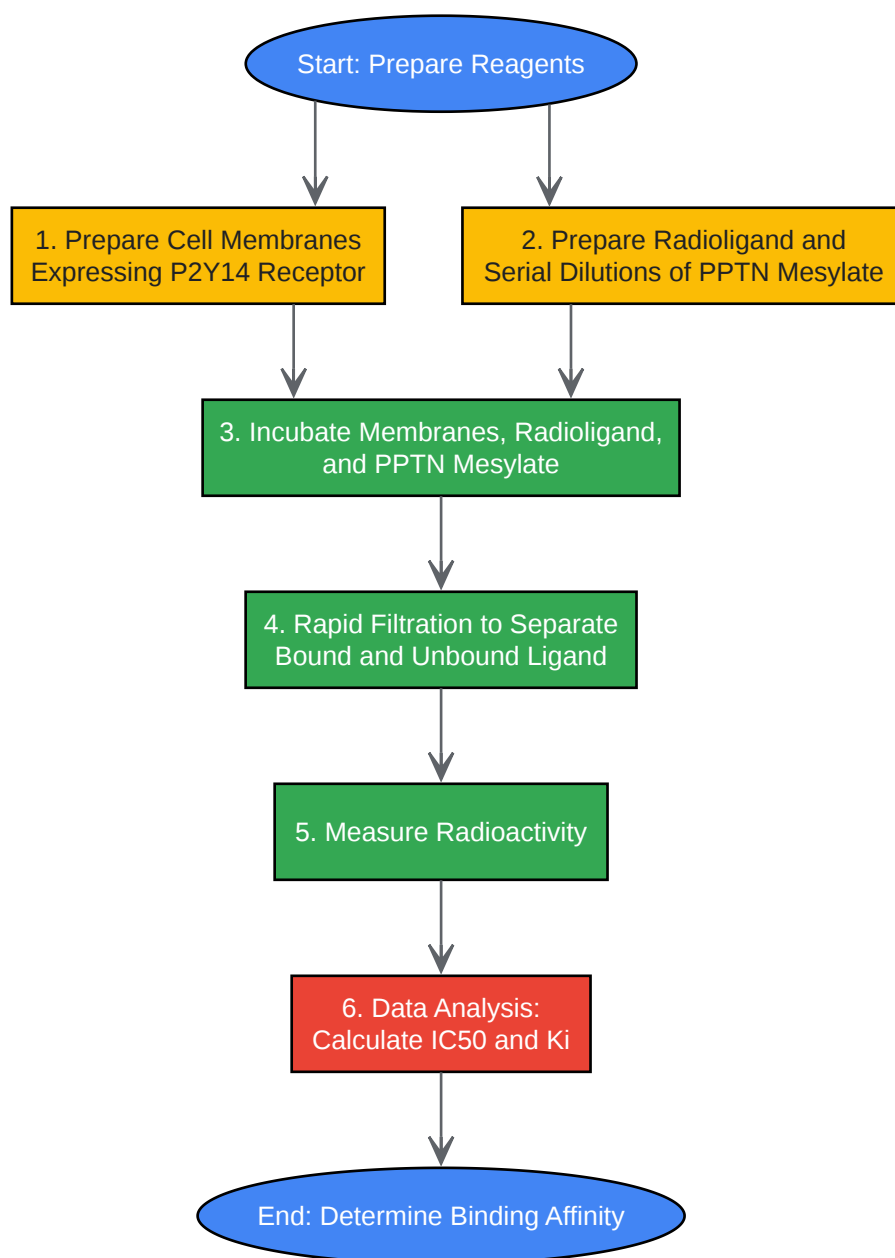 Start: Prepare Reagents
1. Prepare Cell Membranes
Expressing P2Y14 Receptor
2. Prepare Radioligand and
Serial Dilutions of PPTN Mesylate
3. Incubate Membranes, Radioligand,
and PPTN Mesylate
4. Rapid Filtration to Separate
Bound and Unbound Ligand
5. Measure Radioactivity
6. Data Analysis:
Calculate IC50 and Ki
End: Determine Binding Affinity